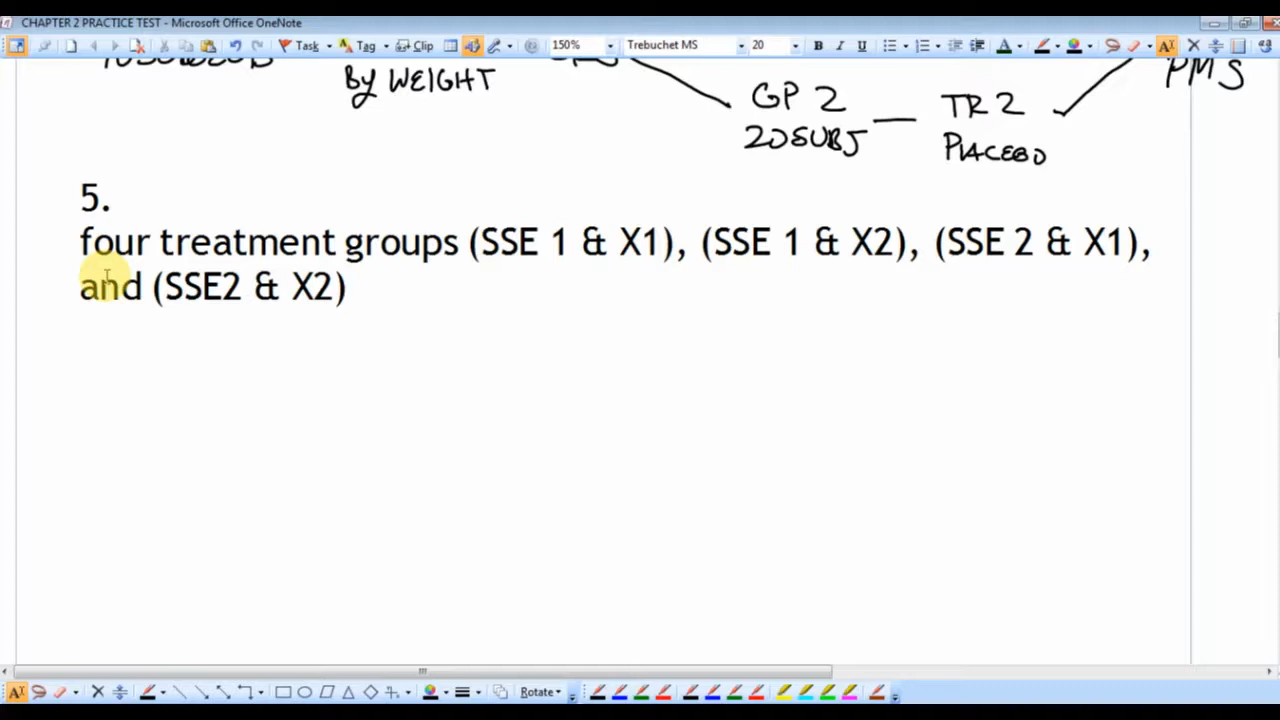 CHAPTER 2 PRACTICE TEST - Microsoft Office OneNote
Task Tag Clip 150% Trebuchet MS 20 B I U A
By WEIGHT
GP 2
20SUBJ
TR 2
PLACEBO
PMS
5.
four treatment groups (SSE 1 & X1), (SSE 1 & X2), (SSE 2 & X1),
and (SSE2 & X2)
Rotate